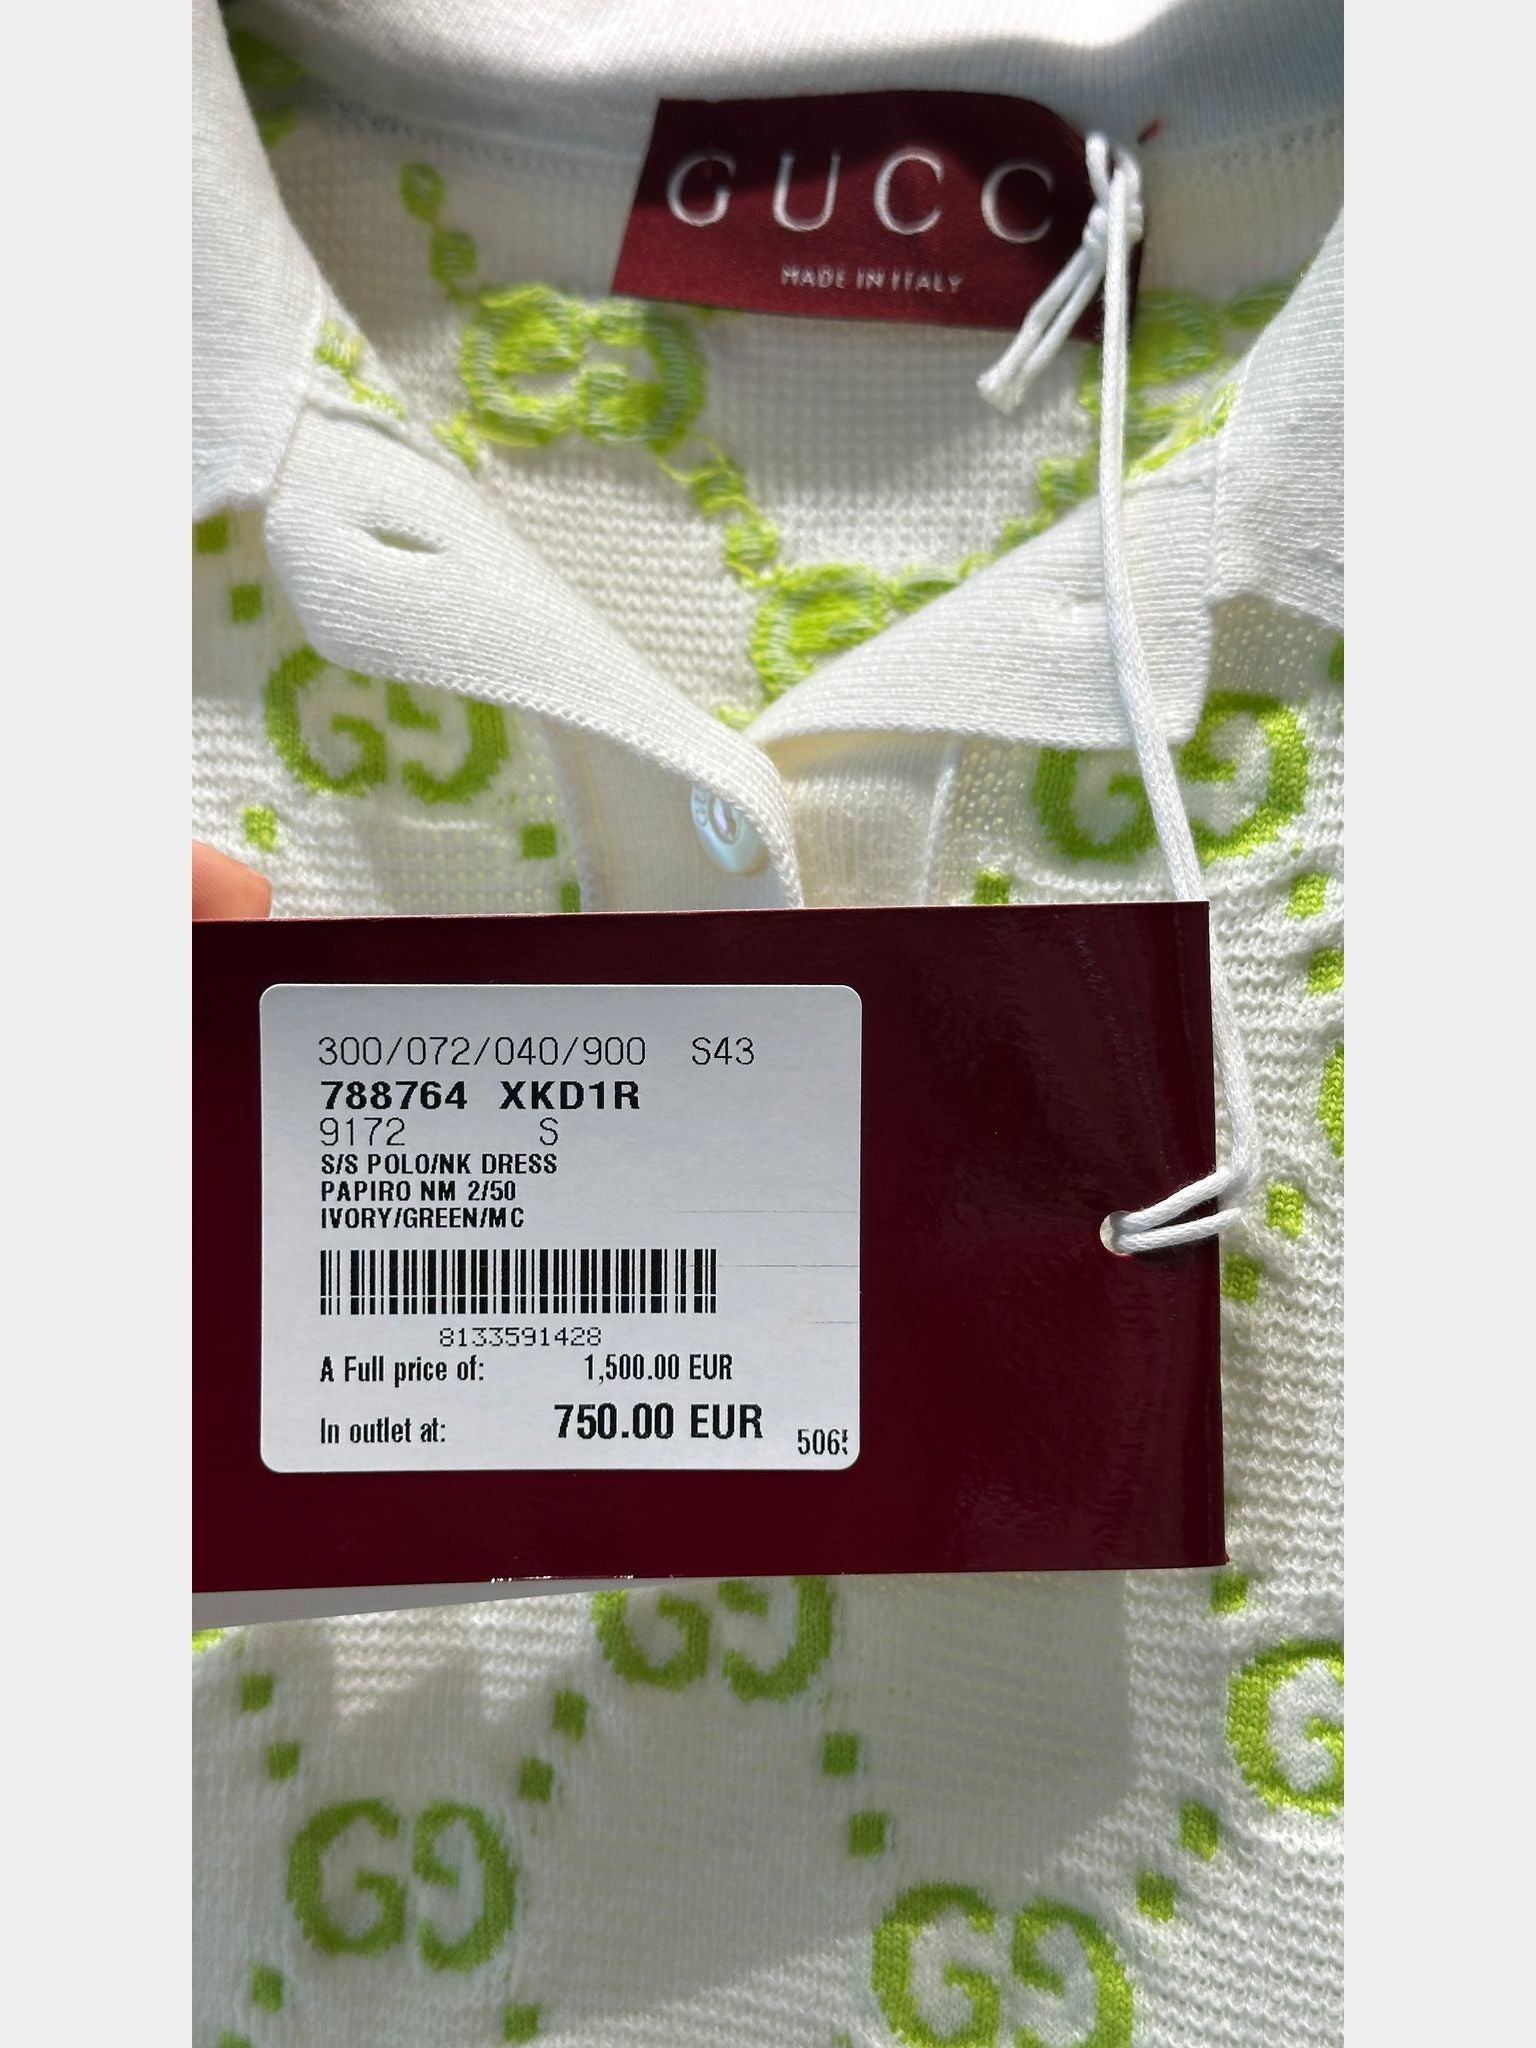 GUCC
MADE IN ITALY
300/072/040/900 S43
788764 XKD1R
9172 S
S/S POLO/NK DRESS
PAPIRO NM 2/50
IVORY/GREEN/MC
8133591428
A Full price of: 1,500.00 EUR
In outlet at: 750.00 EUR